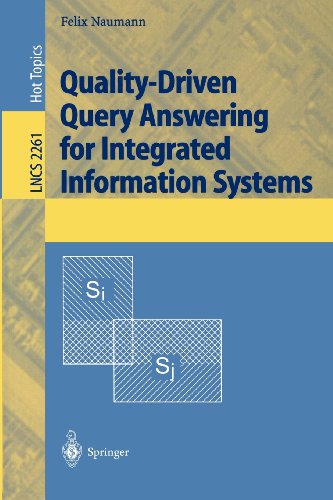 Felix Naumann
Hot Topics
LNCS 2261
Quality-Driven
Query Answering
for Integrated
Information Systems
Si
Sj
Springer